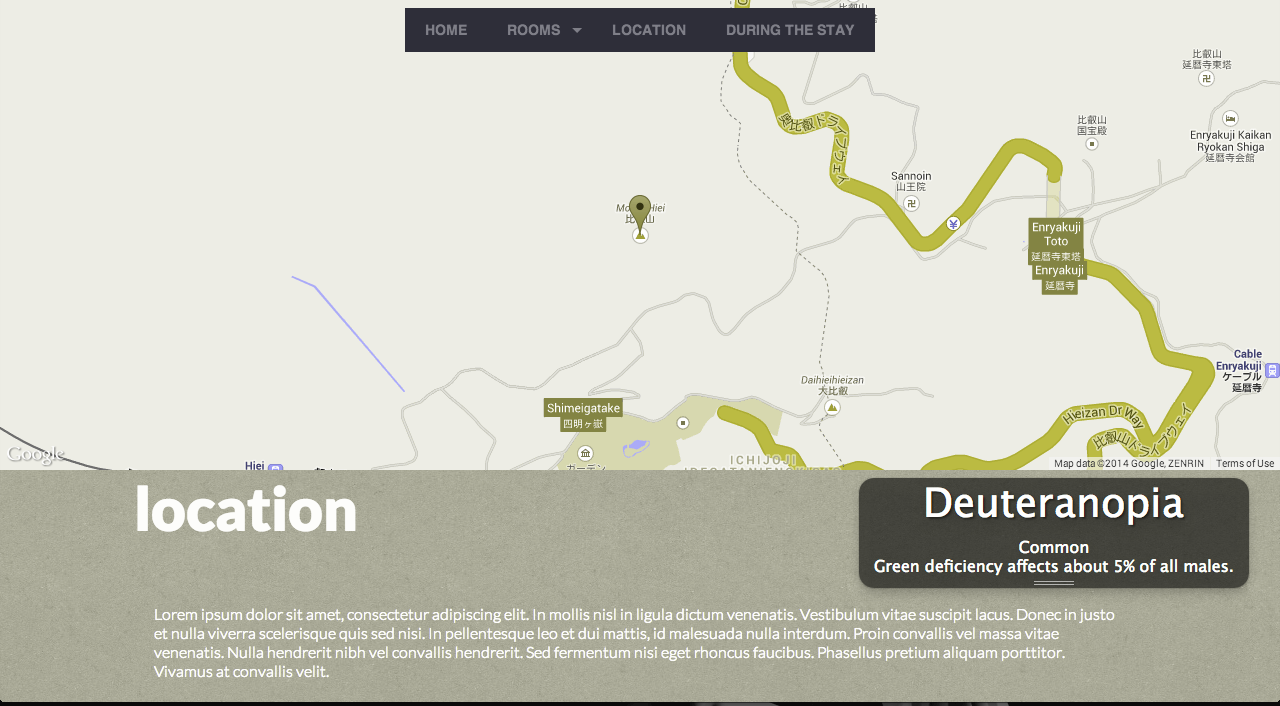 HOME ROOMS LOCATION DURING THE STAY
比叡山
延暦寺東塔
奥比叡ドライブウェイ
比叡山
国宝殿
Enryakuji Kaikan
Ryokan Shiga
延暦寺会館
Sannoin
山王院
Enryakuji
Toto
延暦寺東塔
Enryakuji
延暦寺
Cable
Enryakuji
ケーブル
延暦寺
Daihieihieizan
大比叡
Shimeigatake
四明ヶ嶽
Hieizan Dr Way
比叡山ドライブウェイ
ガーデン
ICHIJOJI
Hiei
Google
Map data ©2014 Google, ZENRIN Terms of Use
location
Deuteranopia
Common
Green deficiency affects about 5% of all males.
Lorem ipsum dolor sit amet, consectetur adipiscing elit. In mollis nisl in ligula dictum venenatis. Vestibulum vitae suscipit lacus. Donec in justo
et nulla viverra scelerisque quis sed nisi. In pellentesque leo et dui mattis, id malesuada nulla interdum. Proin convallis vel massa vitae
venenatis. Nulla hendrerit nibh vel convallis hendrerit. Sed fermentum nisi eget rhoncus faucibus. Phasellus pretium aliquam porttitor.
Vivamus at convallis velit.